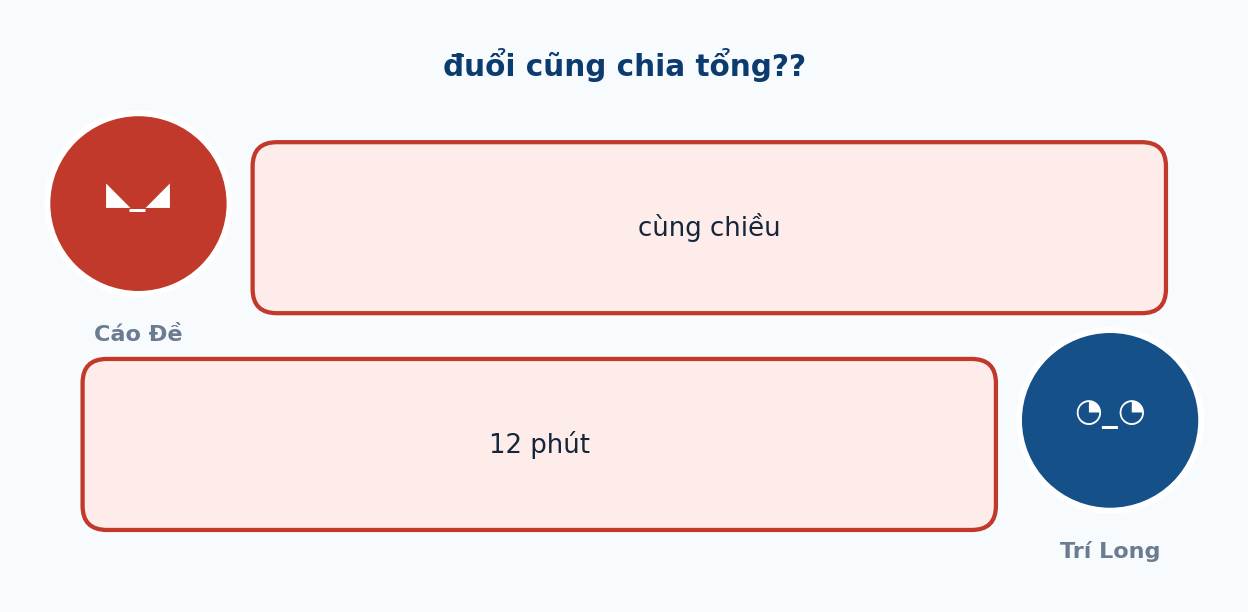 đuổi cũng chia tổng??
cùng chiều
Cáo Đề
12 phút
◔_◔
Trí Long